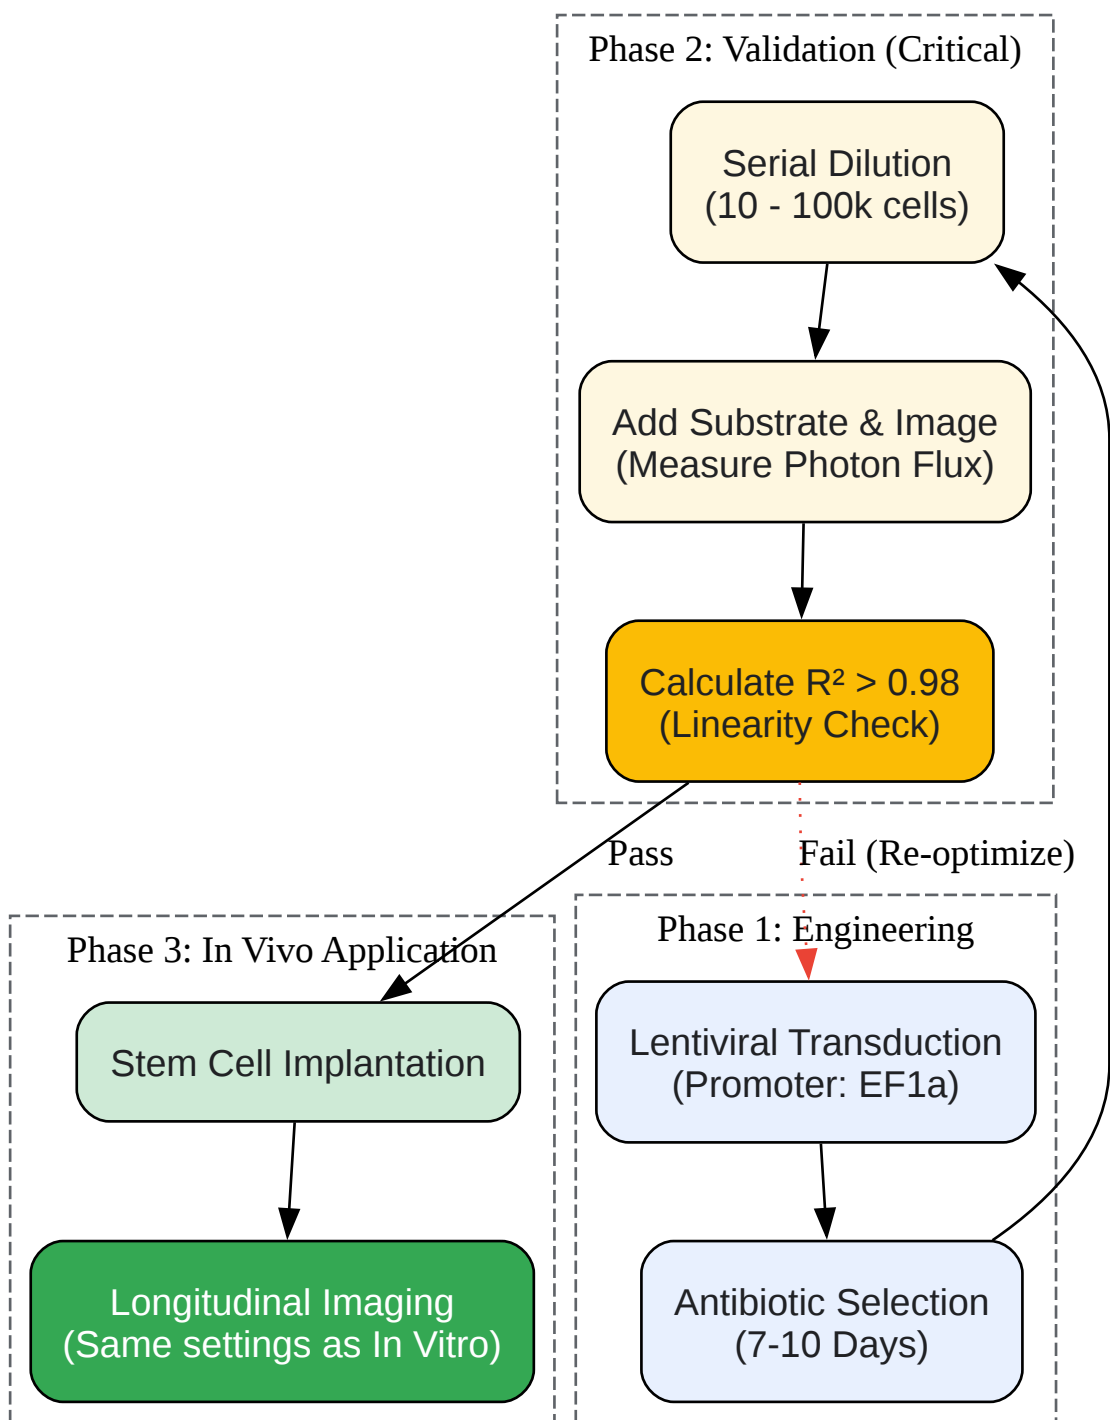 Phase 2: Validation (Critical)
Serial Dilution
(10 - 100k cells)
Add Substrate & Image
(Measure Photon Flux)
Calculate R² > 0.98
(Linearity Check)
Pass
Fail (Re-optimize)
Phase 3: In Vivo Application
Stem Cell Implantation
Longitudinal Imaging
(Same settings as In Vitro)
Phase 1: Engineering
Lentiviral Transduction
(Promoter: EF1a)
Antibiotic Selection
(7-10 Days)